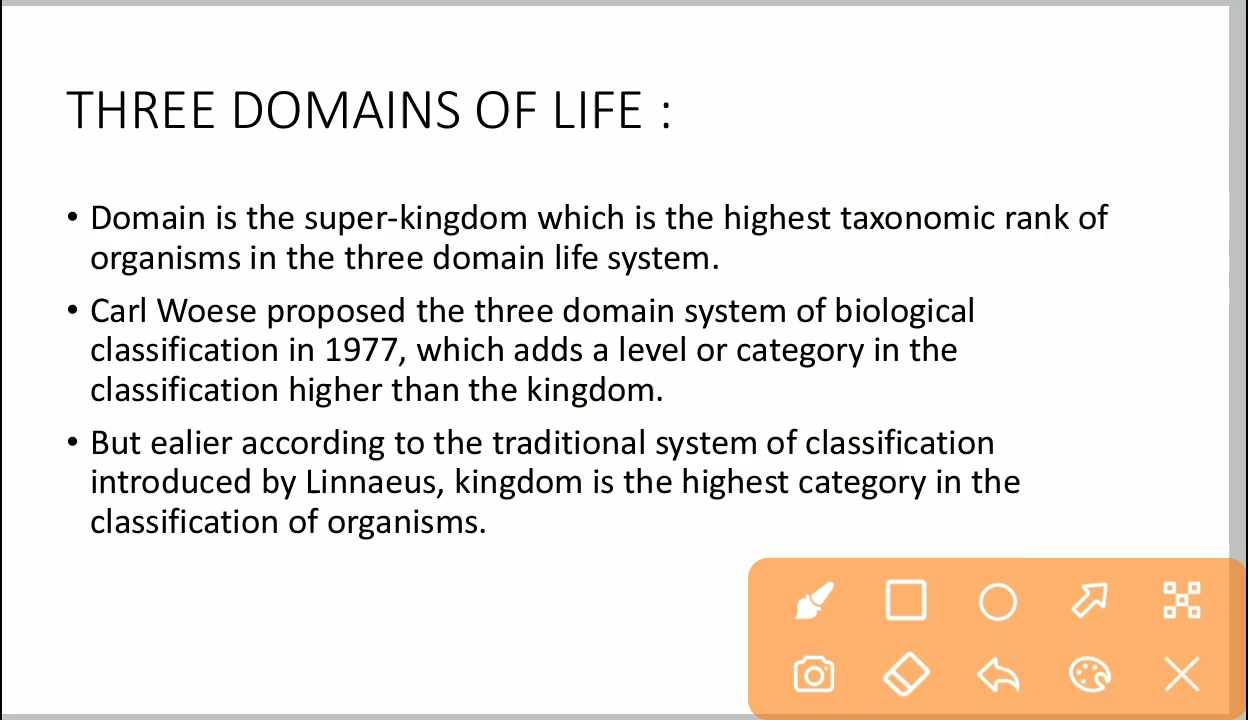 THREE DOMAINS OF LIFE :
• Domain is the super-kingdom which is the highest taxonomic rank of
organisms in the three domain life system.
• Carl Woese proposed the three domain system of biological
classification in 1977, which adds a level or category in the
classification higher than the kingdom.
• But ealier according to the traditional system of classification
introduced by Linnaeus, kingdom is the highest category in the
classification of organisms.